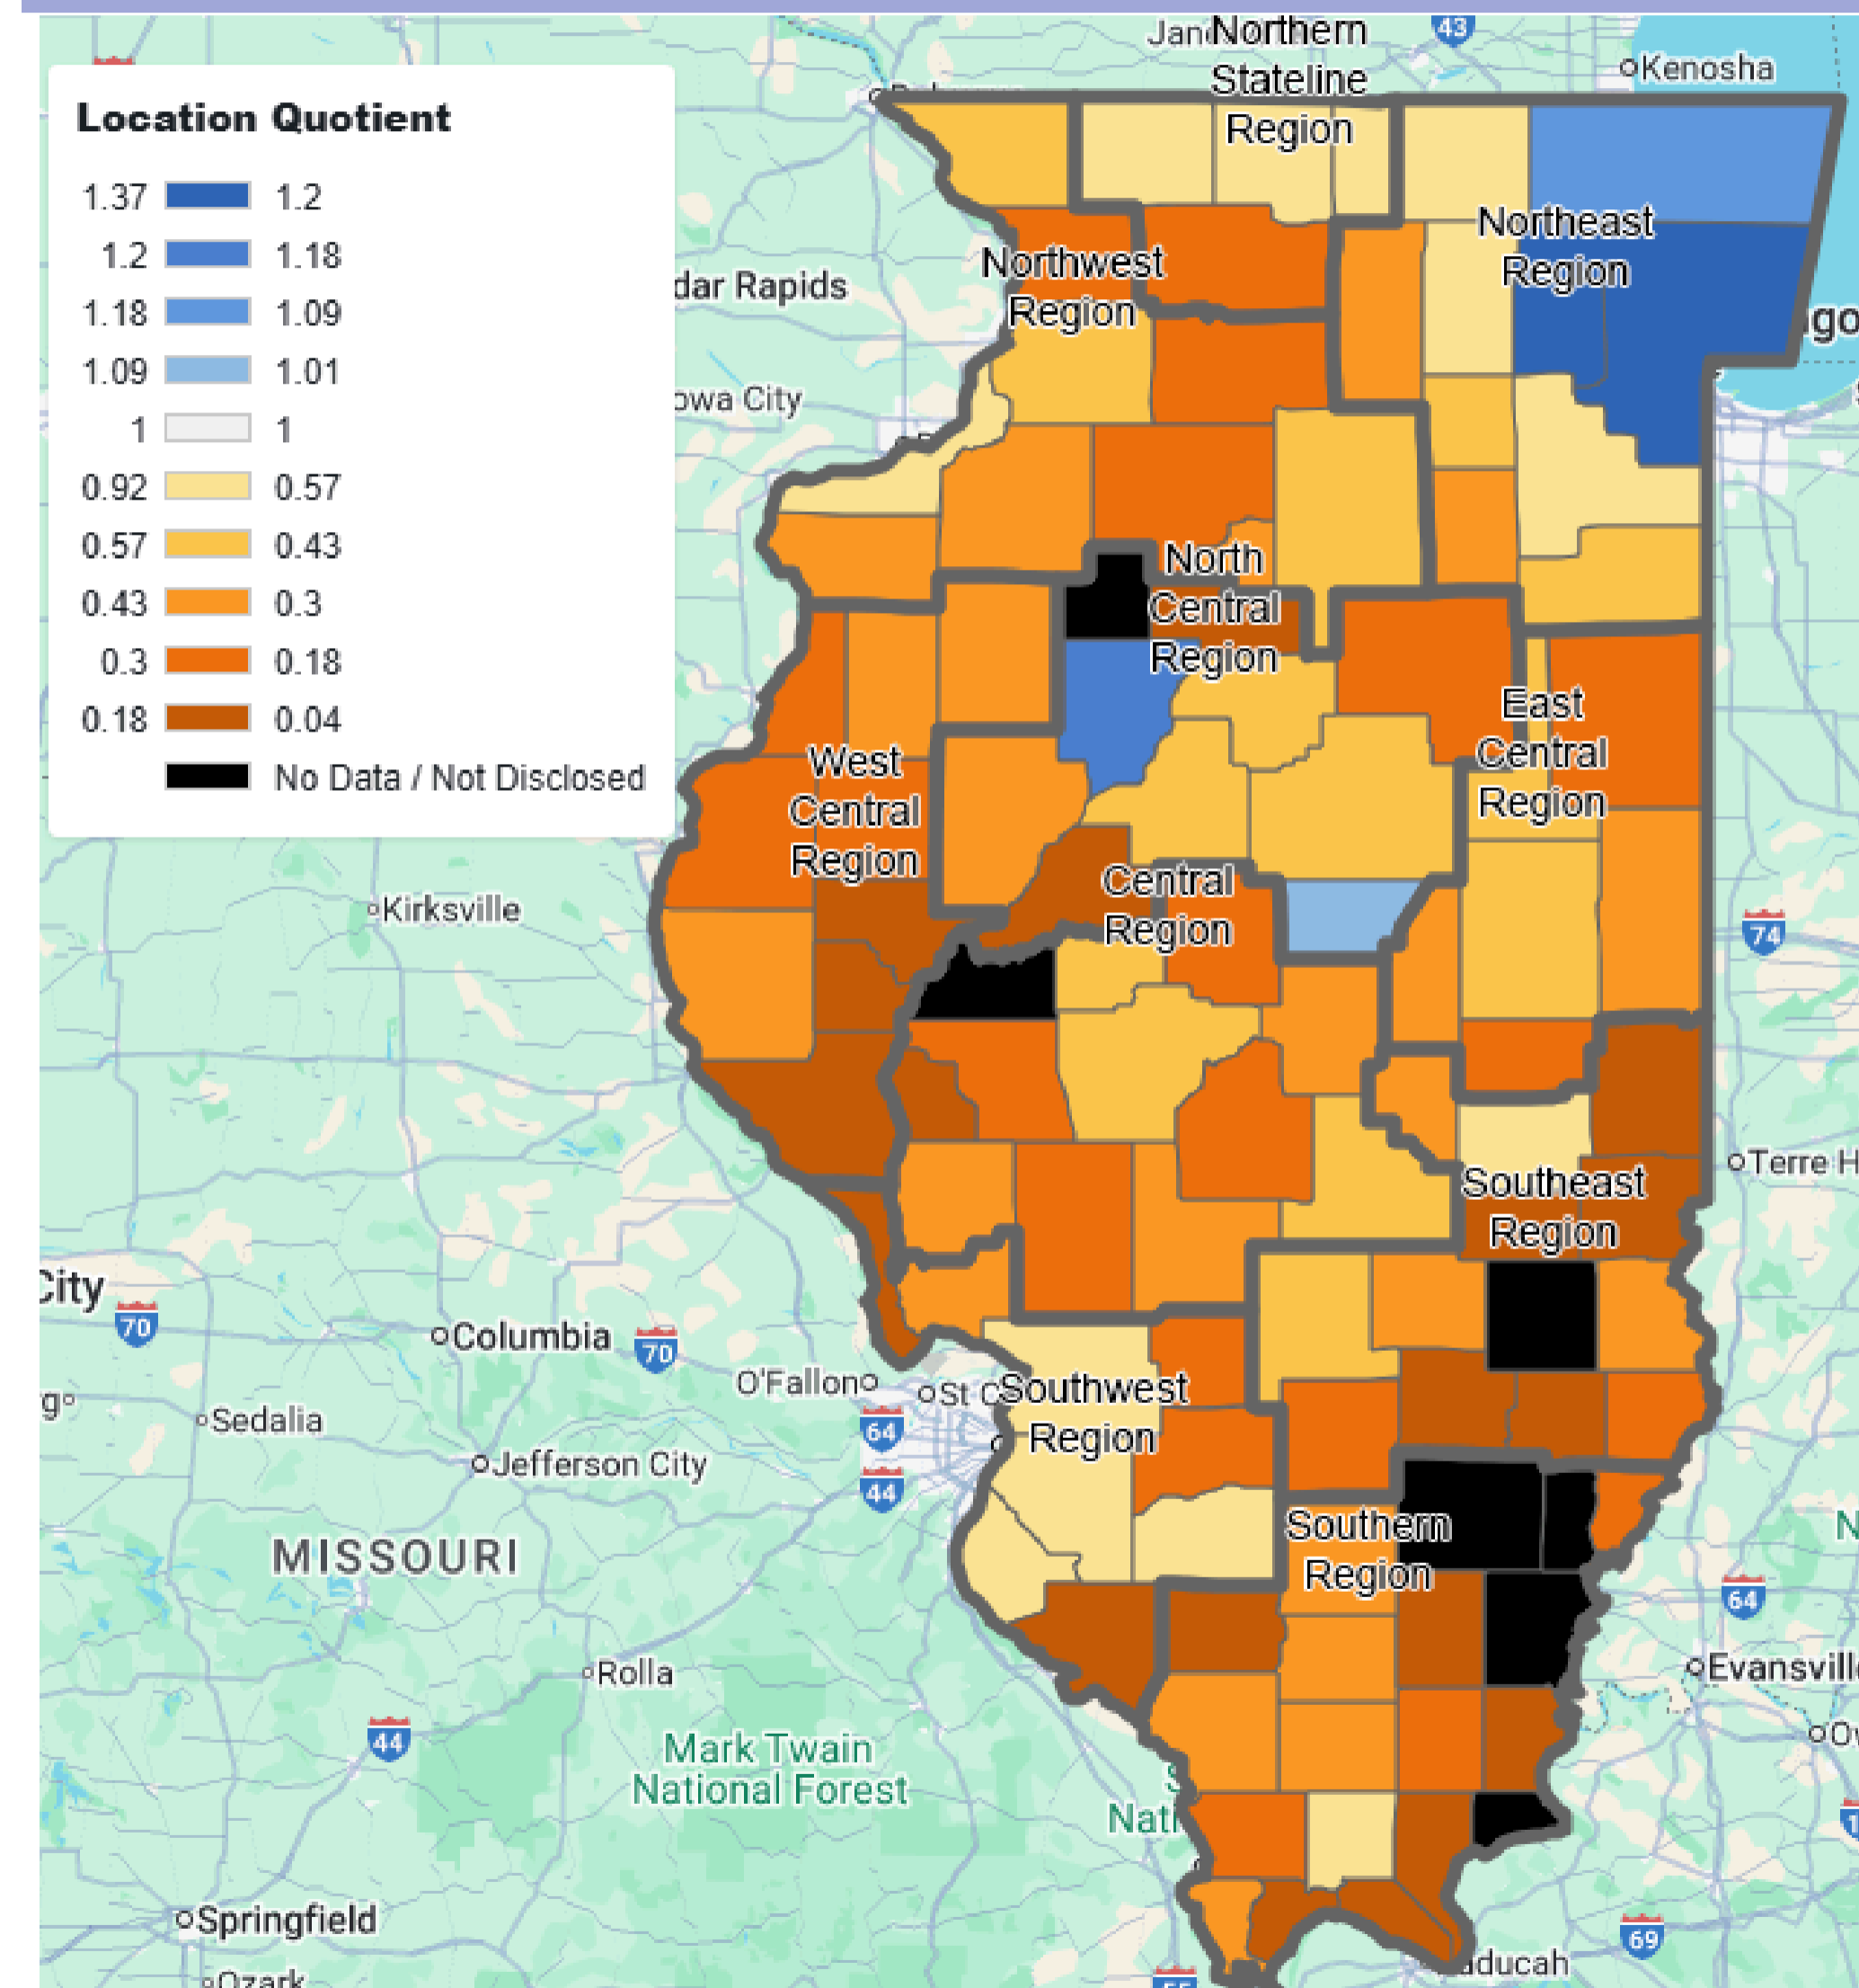 Location Quotient
1.37 1.2
1.2 1.18
1.18 1.09
1.09 1.01
1 1
0.92 0.57
0.57 0.43
0.43 0.3
0.3 0.18
0.18 0.04
No Data / Not Disclosed
Northern
Stateline
Region
43
Kenosha
Northeast
Region
Northwest
Region
dar Rapids
owa City
North
Central
Region
East
Central
Region
West
Central
Region
Central
Region
Kirksville
74
Terre H
Southeast
Region
City
70
Columbia
70
O'Fallon
St C
Southwest
Region
Sedalia
64
Jefferson City
44
MISSOURI
Southern
Region
64
Rolla
Evansville
44
Mark Twain
National Forest
Nati
Springfield
69
aducah
Ozark
55